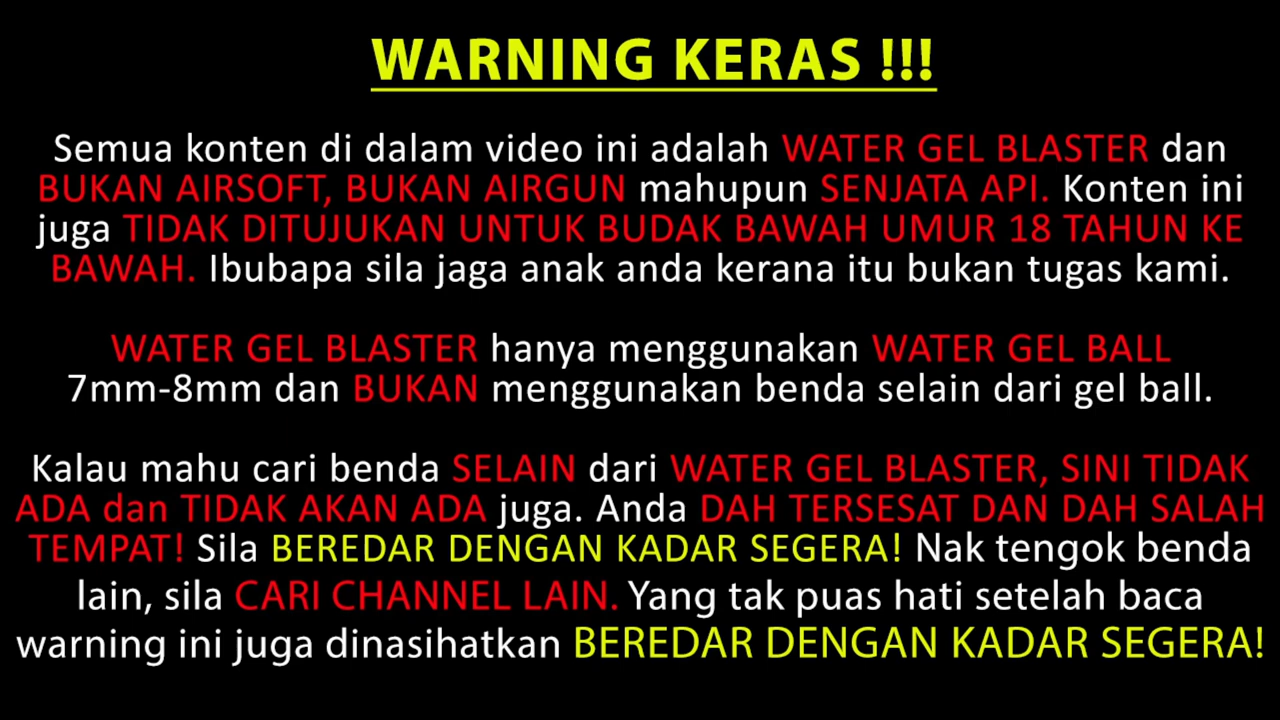 WARNING KERAS !!!
Semua konten di dalam video ini adalah WATER GEL BLASTER dan
BUKAN AIRSOFT, BUKAN AIRGUN mahupun SENJATA API. Konten ini
juga TIDAK DITUJUKAN UNTUK BUDAK BAWAH UMUR 18 TAHUN KE
BAWAH. Ibubapa sila jaga anak anda kerana itu bukan tugas kami.
WATER GEL BLASTER hanya menggunakan WATER GEL BALL
7mm-8mm dan BUKAN menggunakan benda selain dari gel ball.
Kalau mahu cari benda SELAIN dari WATER GEL BLASTER, SINI TIDAK
ADA dan TIDAK AKAN ADA juga. Anda DAH TERSESAT DAN DAH SALAH
TEMPAT! Sila BEREDAR DENGAN KADAR SEGERA! Nak tengok benda
lain, sila CARI CHANNEL LAIN. Yang tak puas hati setelah baca
warning ini juga dinasihatkan BEREDAR DENGAN KADAR SEGERA!